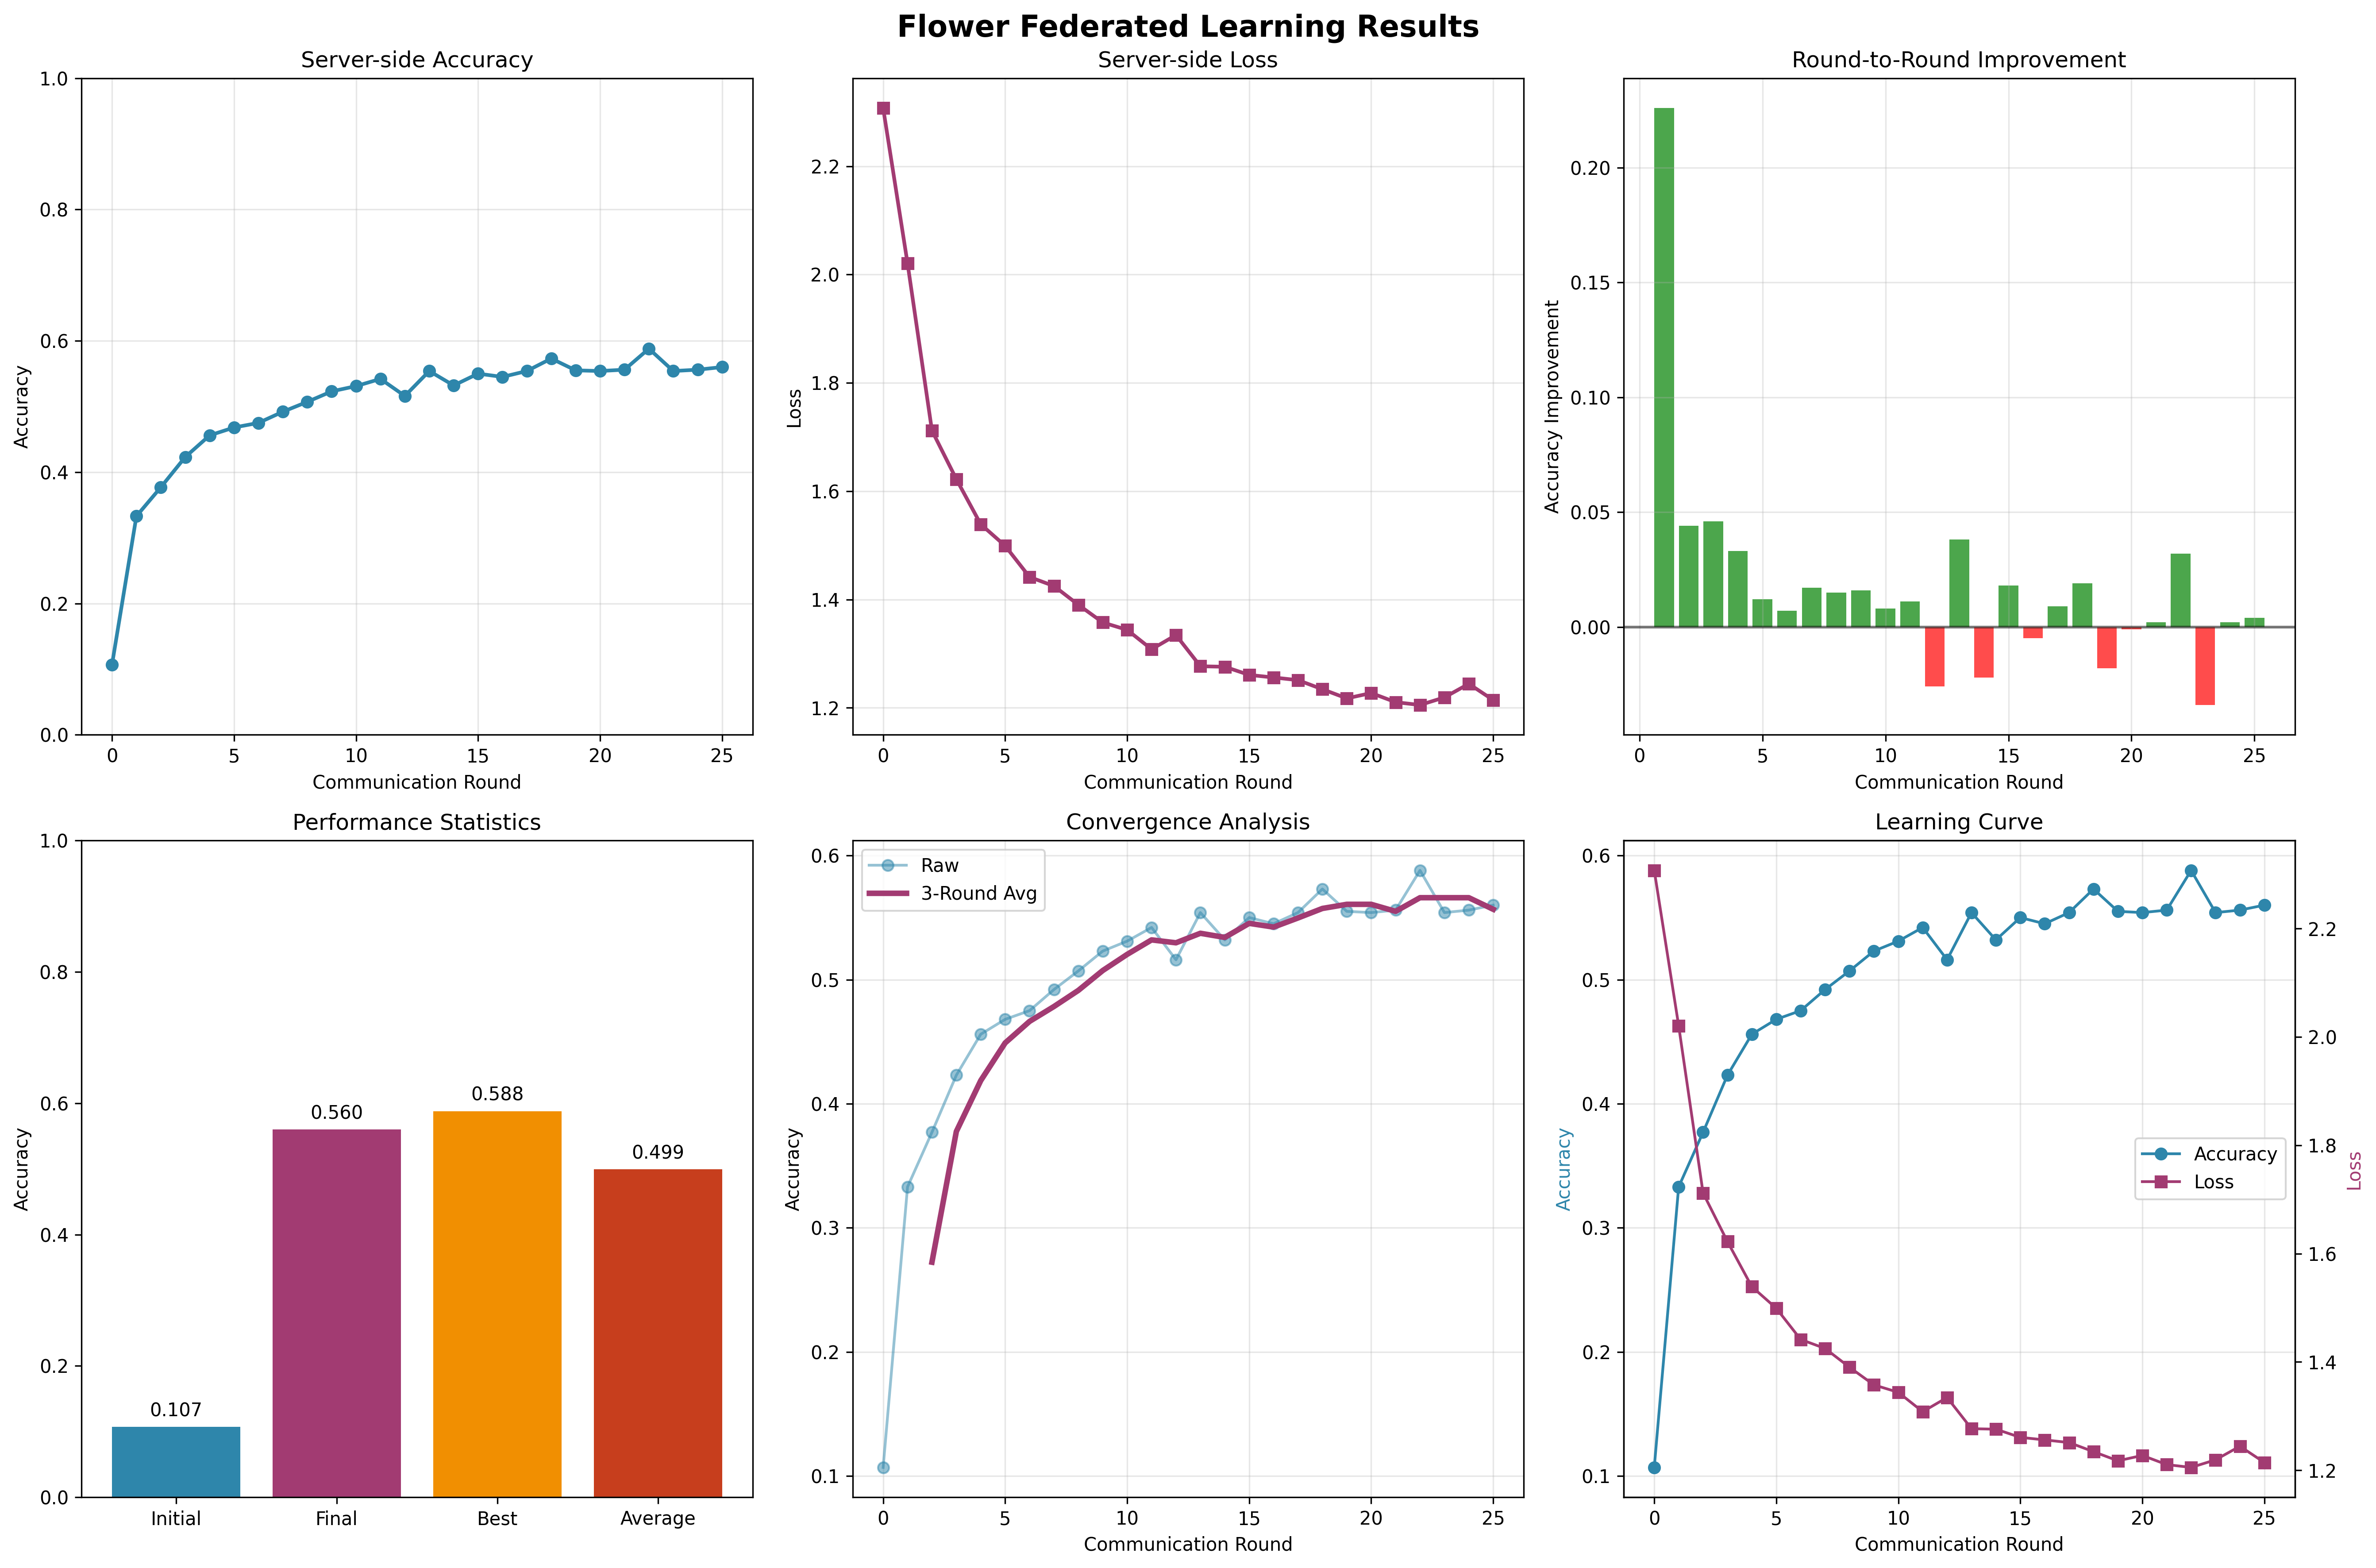 Flower Federated Learning Results
Server-side Accuracy
1.0
0.8
0.6
0.4
0.2
0.0
Accuracy
0 5 10 15 20 25
Communication Round
Server-side Loss
2.2
2.0
1.8
1.6
1.4
1.2
Loss
0 5 10 15 20 25
Communication Round
Round-to-Round Improvement
0.20
0.15
0.10
0.05
0.00
Accuracy Improvement
0 5 10 15 20 25
Communication Round
Performance Statistics
1.0
0.8
0.6
0.4
0.2
0.0
Accuracy
0.107
0.560
0.588
0.499
Initial Final Best Average
Convergence Analysis
Raw
3-Round Avg
0.6
0.5
0.4
0.3
0.2
0.1
Accuracy
0 5 10 15 20 25
Communication Round
Learning Curve
0.6
0.5
0.4
0.3
0.2
0.1
Accuracy
Accuracy
Loss
2.2
2.0
1.8
1.6
1.4
1.2
Loss
0 5 10 15 20 25
Communication Round